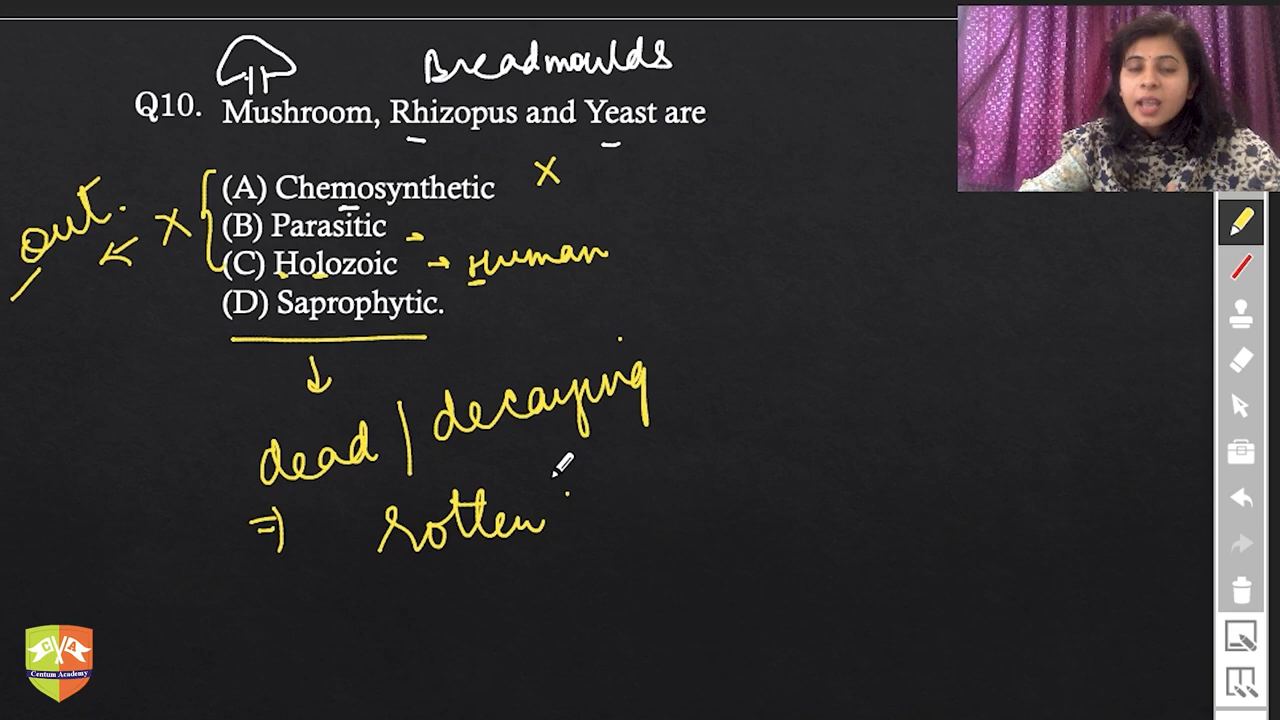 Breadmoulds
Q10. Mushroom, Rhizopus and Yeast are
(A) Chemosynthetic
(B) Parasitic
(C) Holozoic → Human
(D) Saprophytic.
out.
dead / decaying
⇒ rotten
C A
Centum Academy